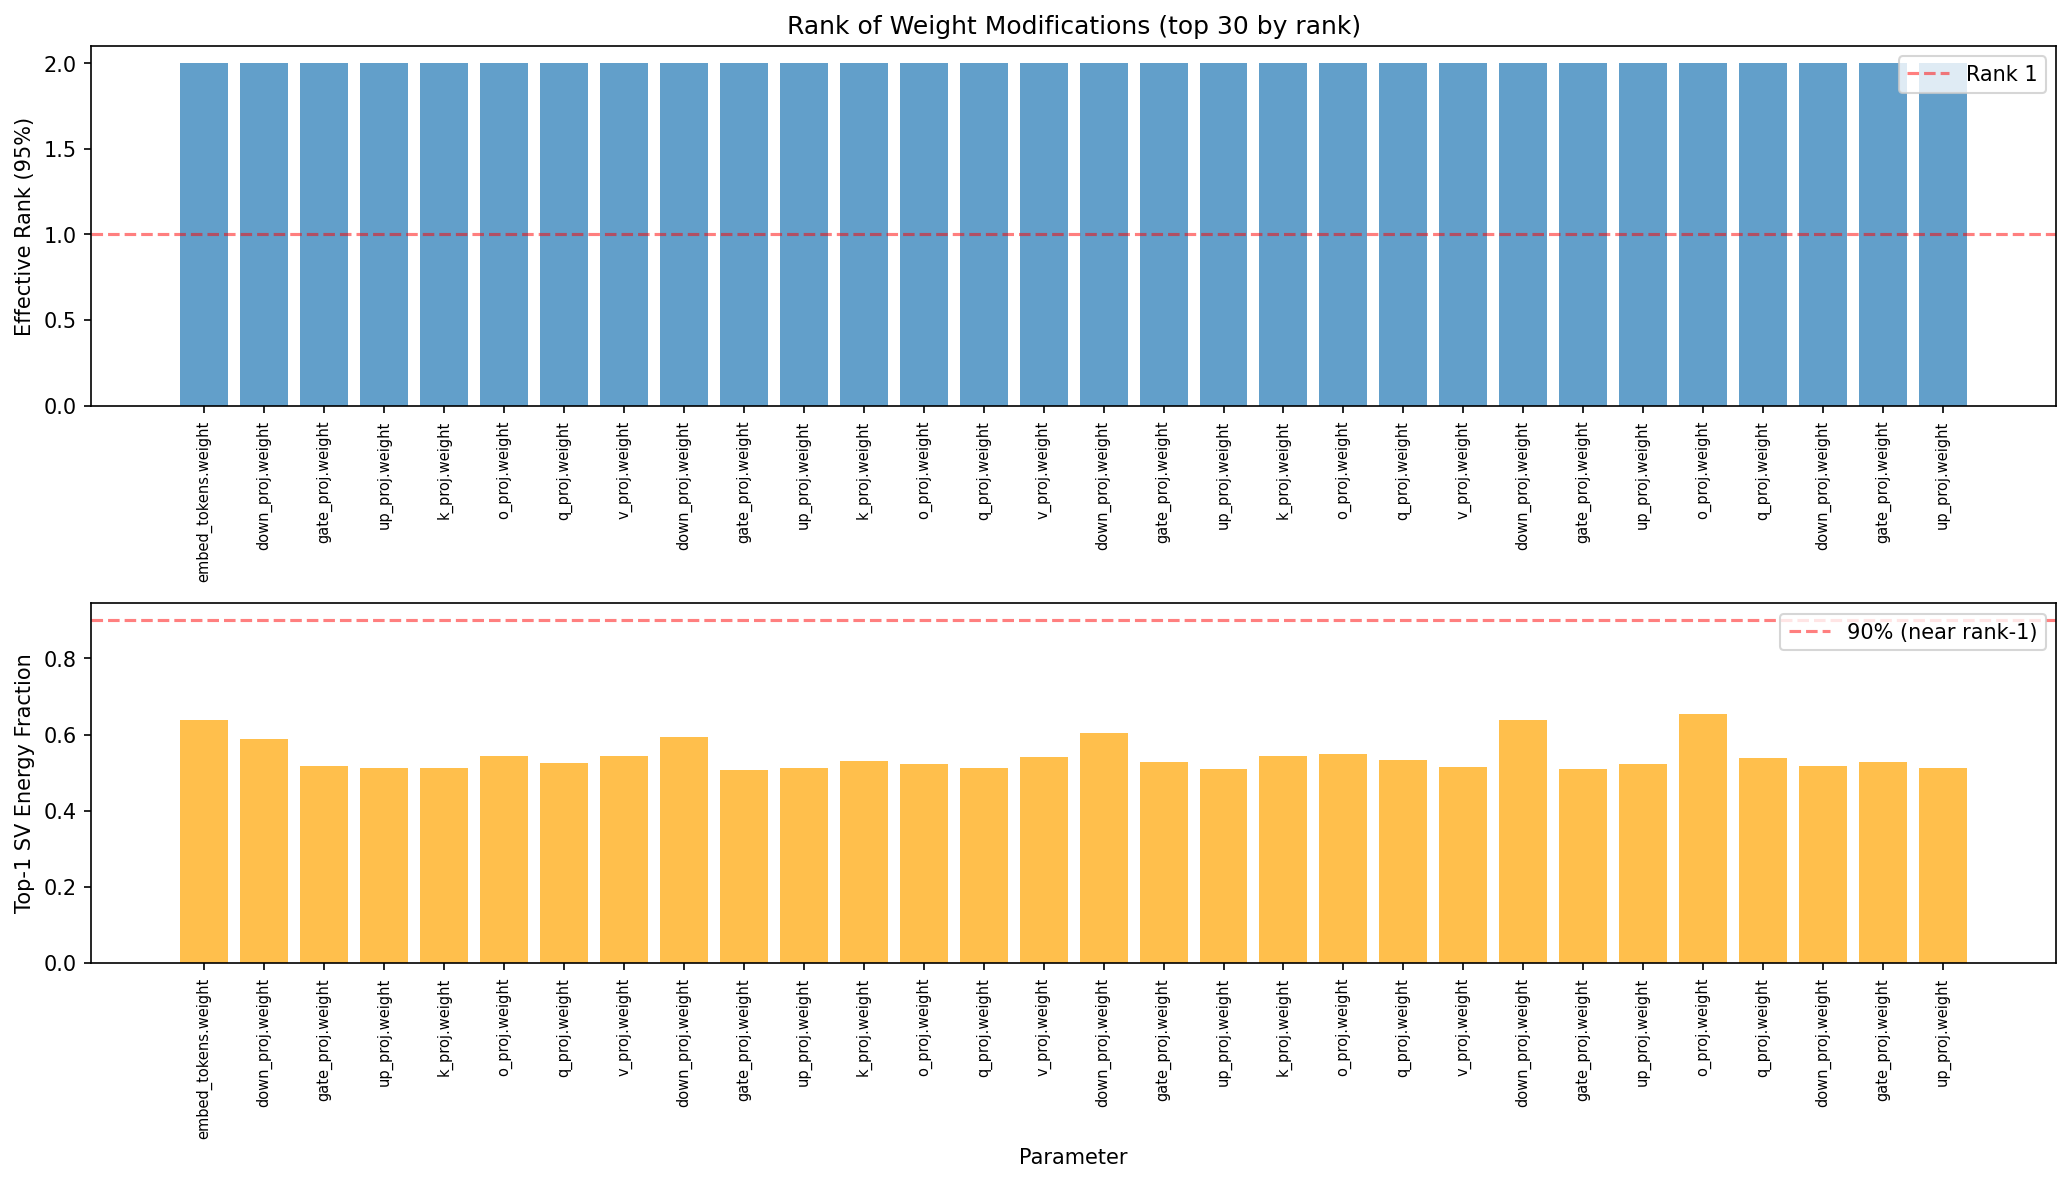 Rank of Weight Modifications (top 30 by rank)
Effective Rank (95%)
2.0
1.5
1.0
0.5
0.0
Rank 1
embed_tokens.weight
down_proj.weight
gate_proj.weight
up_proj.weight
k_proj.weight
o_proj.weight
q_proj.weight
v_proj.weight
down_proj.weight
gate_proj.weight
up_proj.weight
k_proj.weight
o_proj.weight
q_proj.weight
v_proj.weight
down_proj.weight
gate_proj.weight
up_proj.weight
k_proj.weight
o_proj.weight
q_proj.weight
v_proj.weight
down_proj.weight
gate_proj.weight
up_proj.weight
o_proj.weight
q_proj.weight
down_proj.weight
gate_proj.weight
up_proj.weight
Top-1 SV Energy Fraction
0.8
0.6
0.4
0.2
0.0
90% (near rank-1)
embed_tokens.weight
down_proj.weight
gate_proj.weight
up_proj.weight
k_proj.weight
o_proj.weight
q_proj.weight
v_proj.weight
down_proj.weight
gate_proj.weight
up_proj.weight
k_proj.weight
o_proj.weight
q_proj.weight
v_proj.weight
down_proj.weight
gate_proj.weight
up_proj.weight
k_proj.weight
o_proj.weight
q_proj.weight
v_proj.weight
down_proj.weight
gate_proj.weight
up_proj.weight
o_proj.weight
q_proj.weight
down_proj.weight
gate_proj.weight
up_proj.weight
Parameter